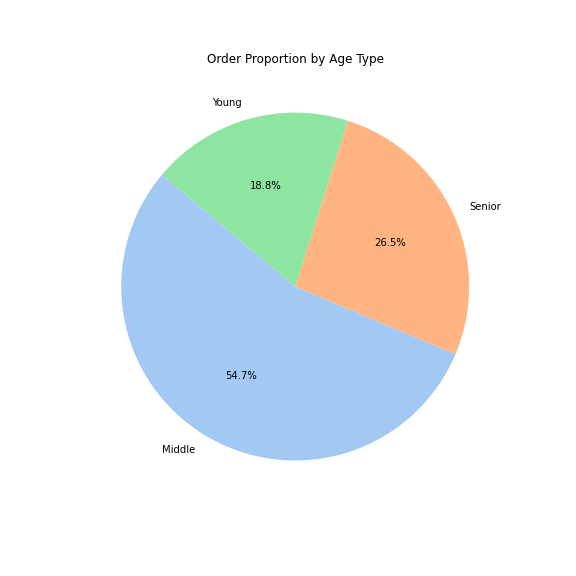 Order Proportion by Age Type
Young
18.8%
Senior
26.5%
54.7%
Middle